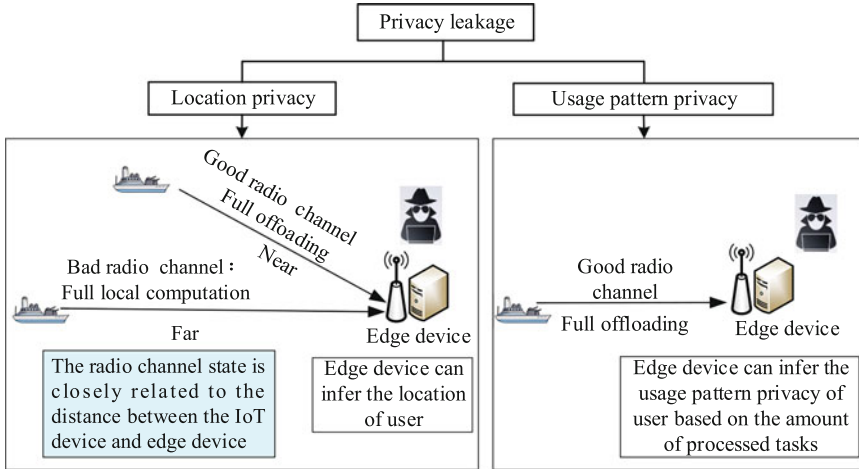 Privacy leakage
Location privacy
Usage pattern privacy
Good radio channel
Full offoading
Near
Bad radio channel：
Full local computation
Far
Edge device
The radio channel state is
closely related to the
distance between the IoT
device and edge device
Edge device can
infer the location
of user
Good radio
channel
Full offloading
Edge device
Edge device can infer the
usage pattern privacy of
user based on the amount
of processed tasks